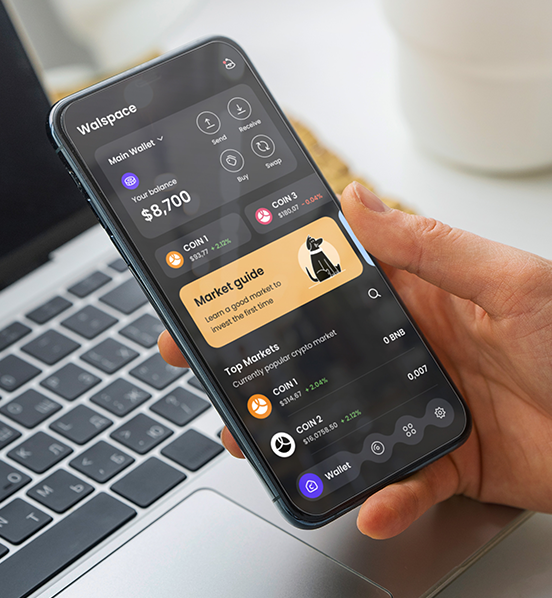 Walspace
Main Wallet
Send
Receive
Your balance
$8,700
Buy
Swap
COIN 1
$93,77 + 2.12%
COIN 3
$180,07 - 0.04%
Market guide
Learn a good market to
invest the first time
Top Markets
Currently popular crypto market
COIN 1
$314,87 + 2.04%
0 BNB
COIN 2
$16.0758,50 + 2.12%
0,007
Wallet
Т
М